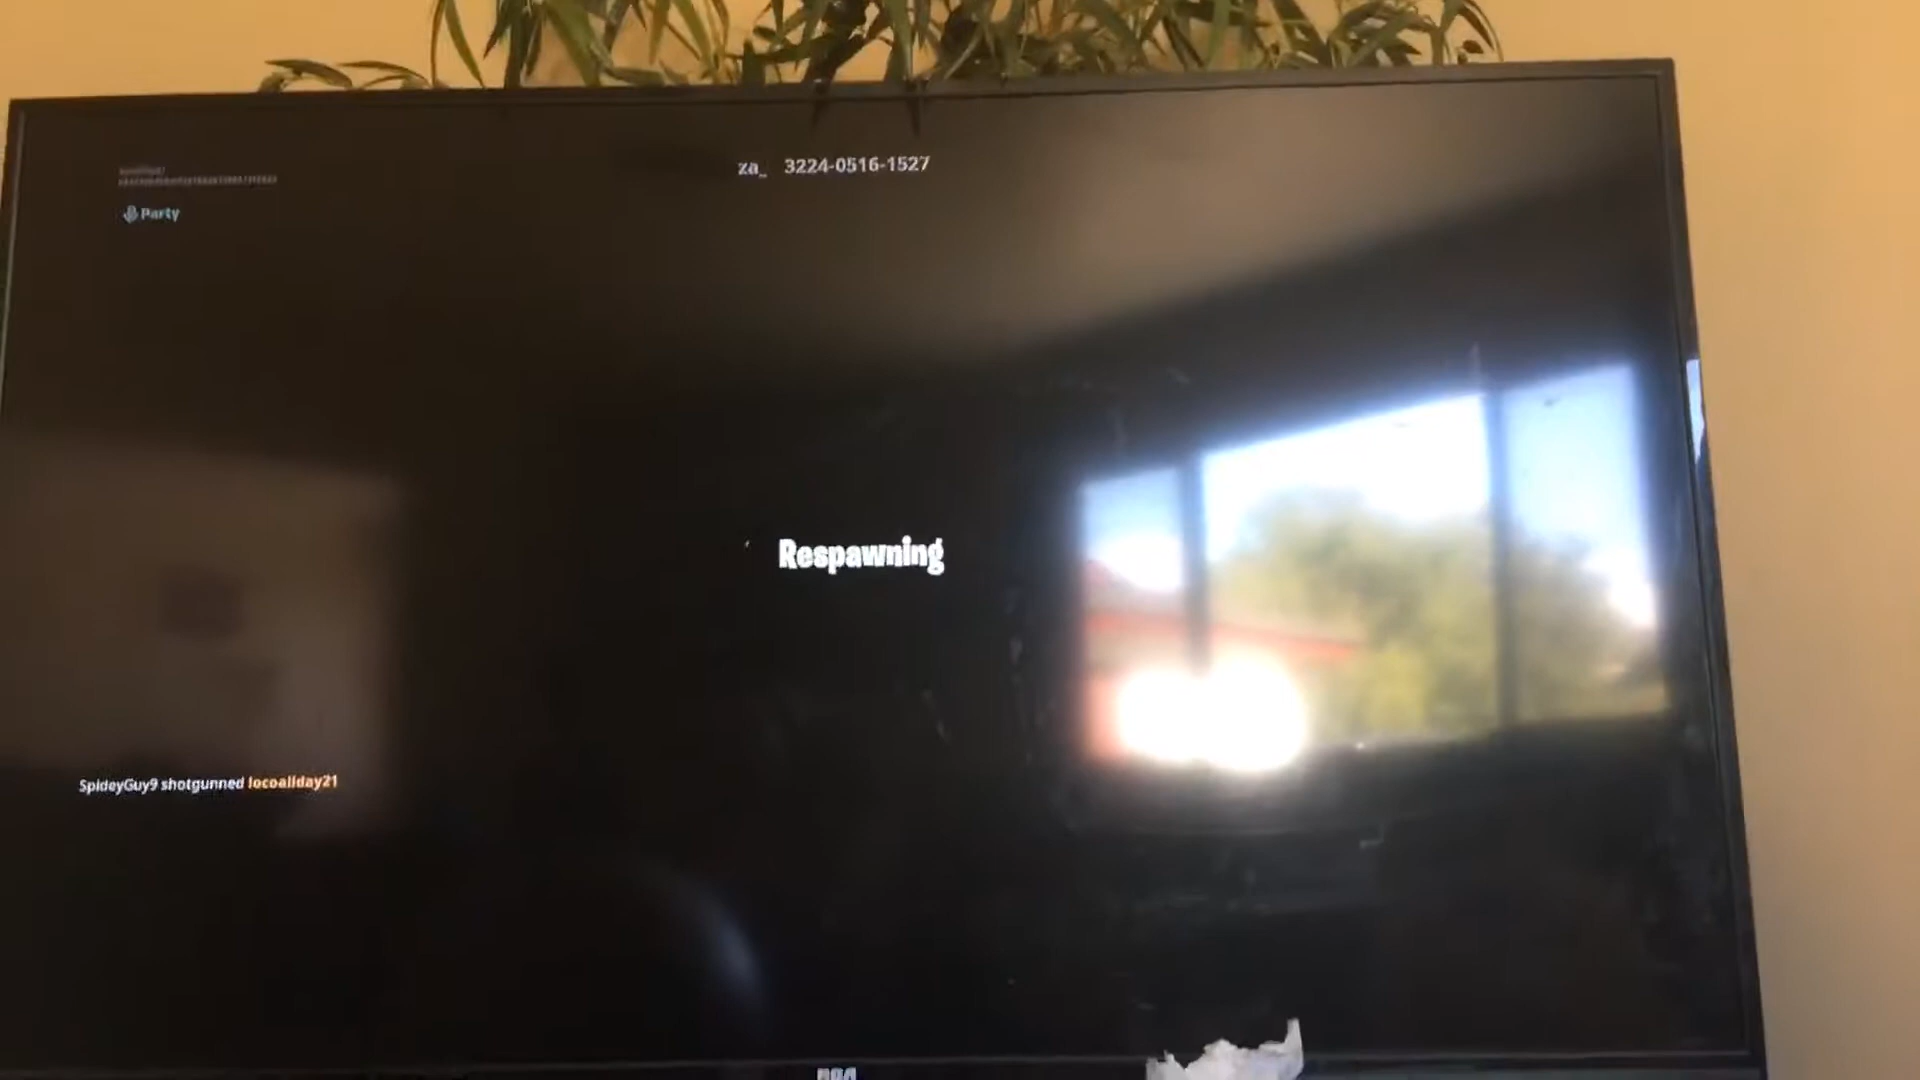 za_ 3224-0516-1527
Party
Respawning
SpideyGuy9 shotgunned locoallday21